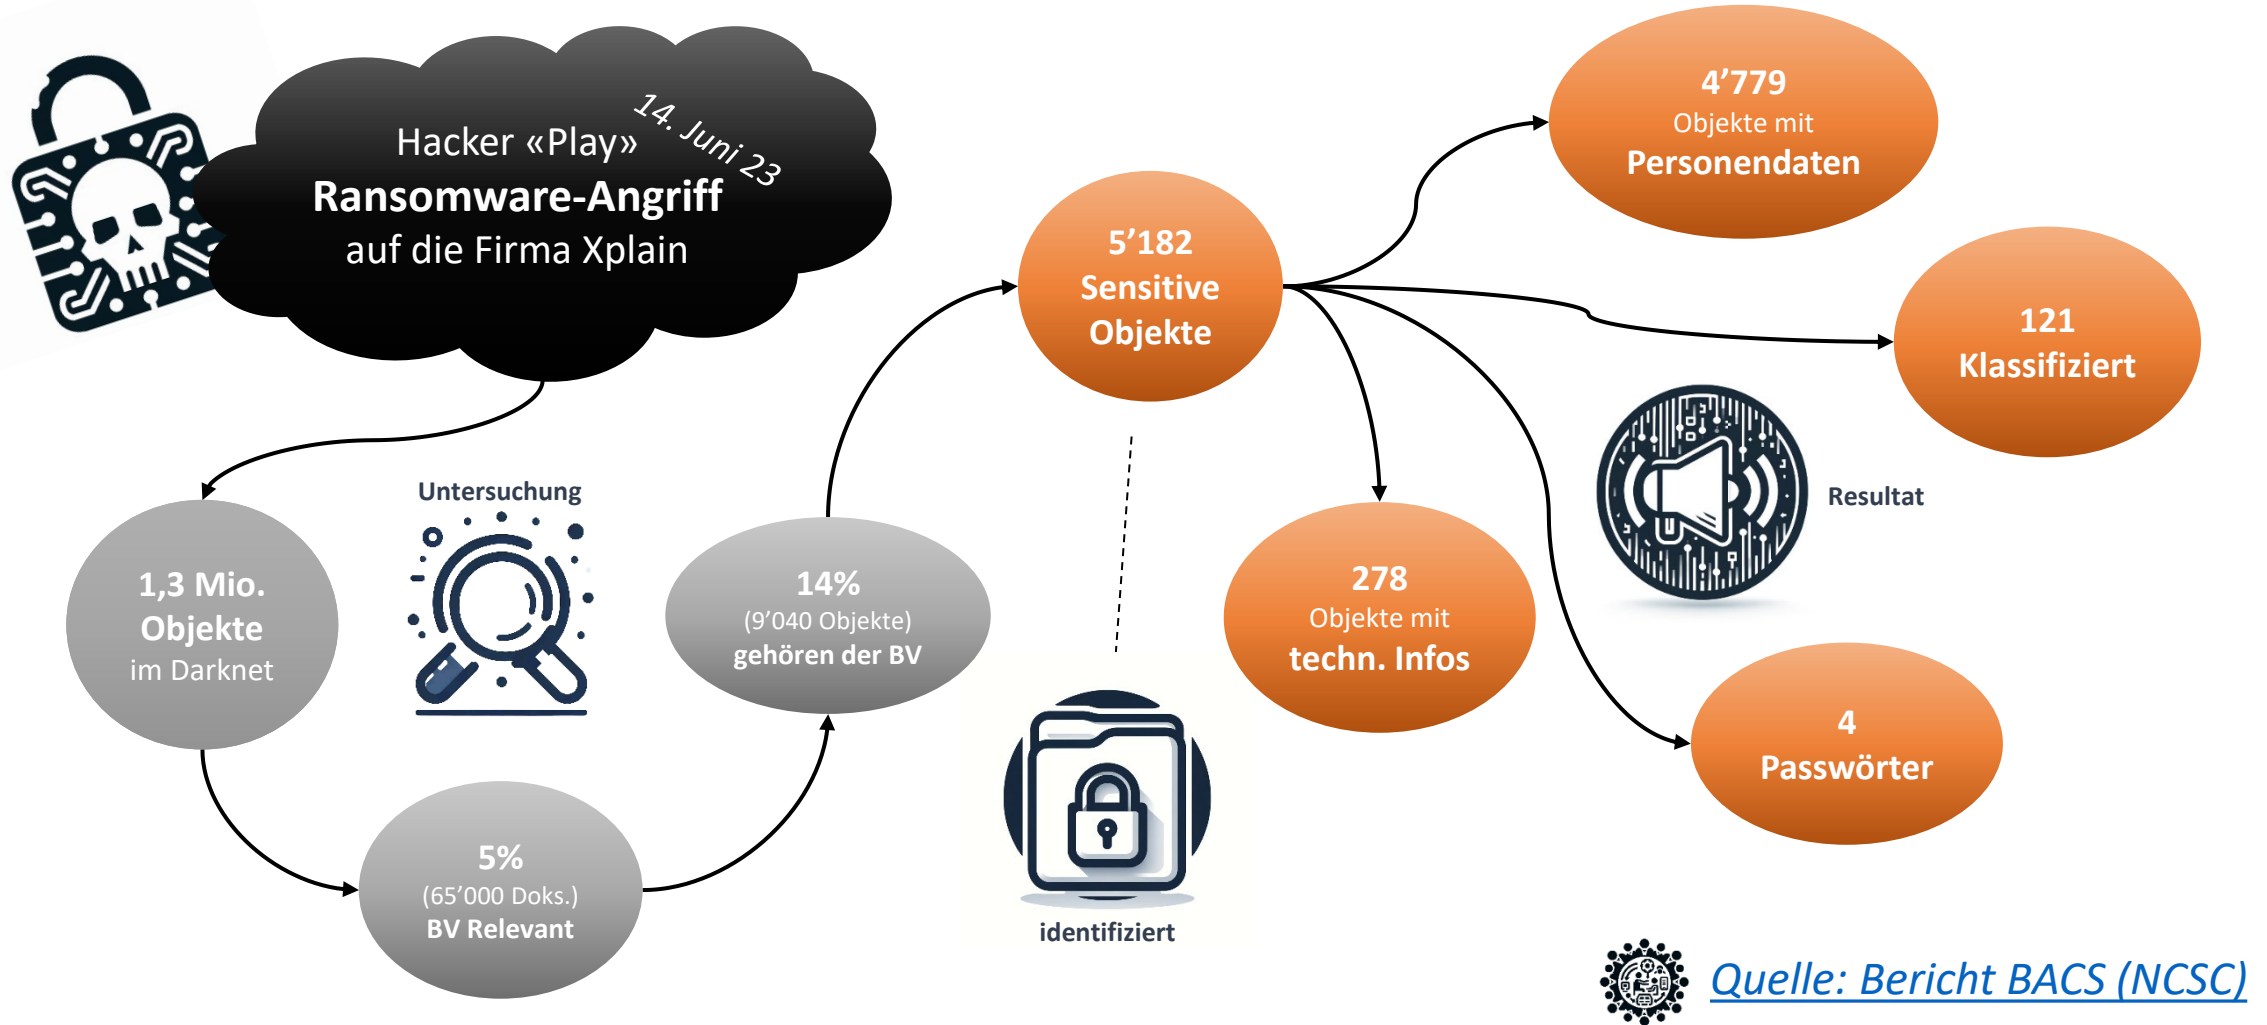 Hacker «Play»
14. Juni 23
Ransomware-Angriff
auf die Firma Xplain
1,3 Mio.
Objekte
im Darknet
Untersuchung
5%
(65’000 Doks.)
BV Relevant
14%
(9’040 Objekte)
gehören der BV
5’182
Sensitive
Objekte
identifiziert
4’779
Objekte mit
Personendaten
121
Klassifiziert
Resultat
278
Objekte mit
techn. Infos
4
Passwörter
Quelle: Bericht BACS (NCSC)